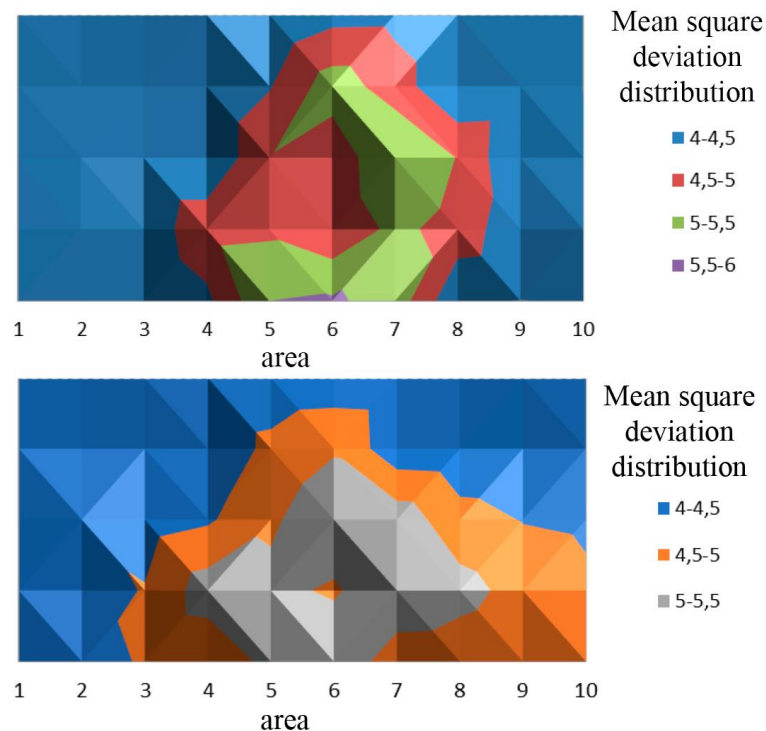 Mean square
deviation
distribution
4-4,5
4,5-5
5-5,5
5,5-6
1 2 3 4 5 6 7 8 9 10
area
Mean square
deviation
distribution
4-4,5
4,5-5
5-5,5
1 2 3 4 5 6 7 8 9 10
area